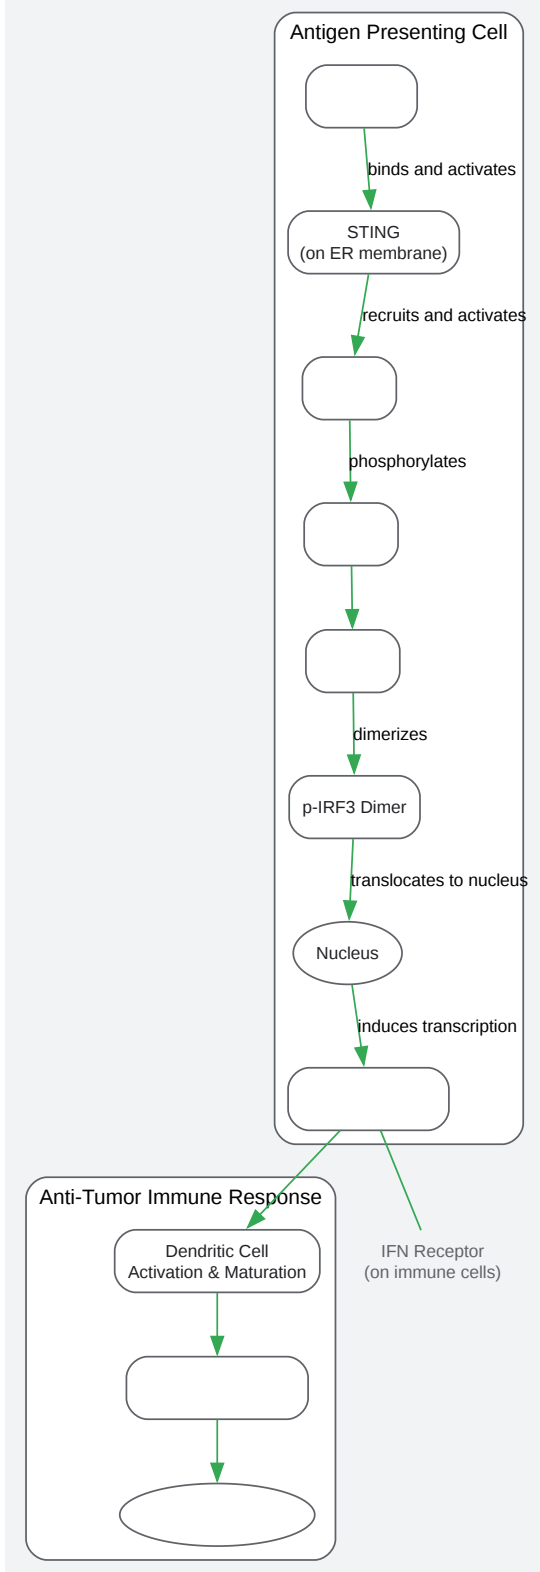 Antigen Presenting Cell
binds and activates
STING
(on ER membrane)
recruits and activates
phosphorylates
dimerizes
p-IRF3 Dimer
translocates to nucleus
Nucleus
induces transcription
Anti-Tumor Immune Response
Dendritic Cell
Activation & Maturation
IFN Receptor
(on immune cells)